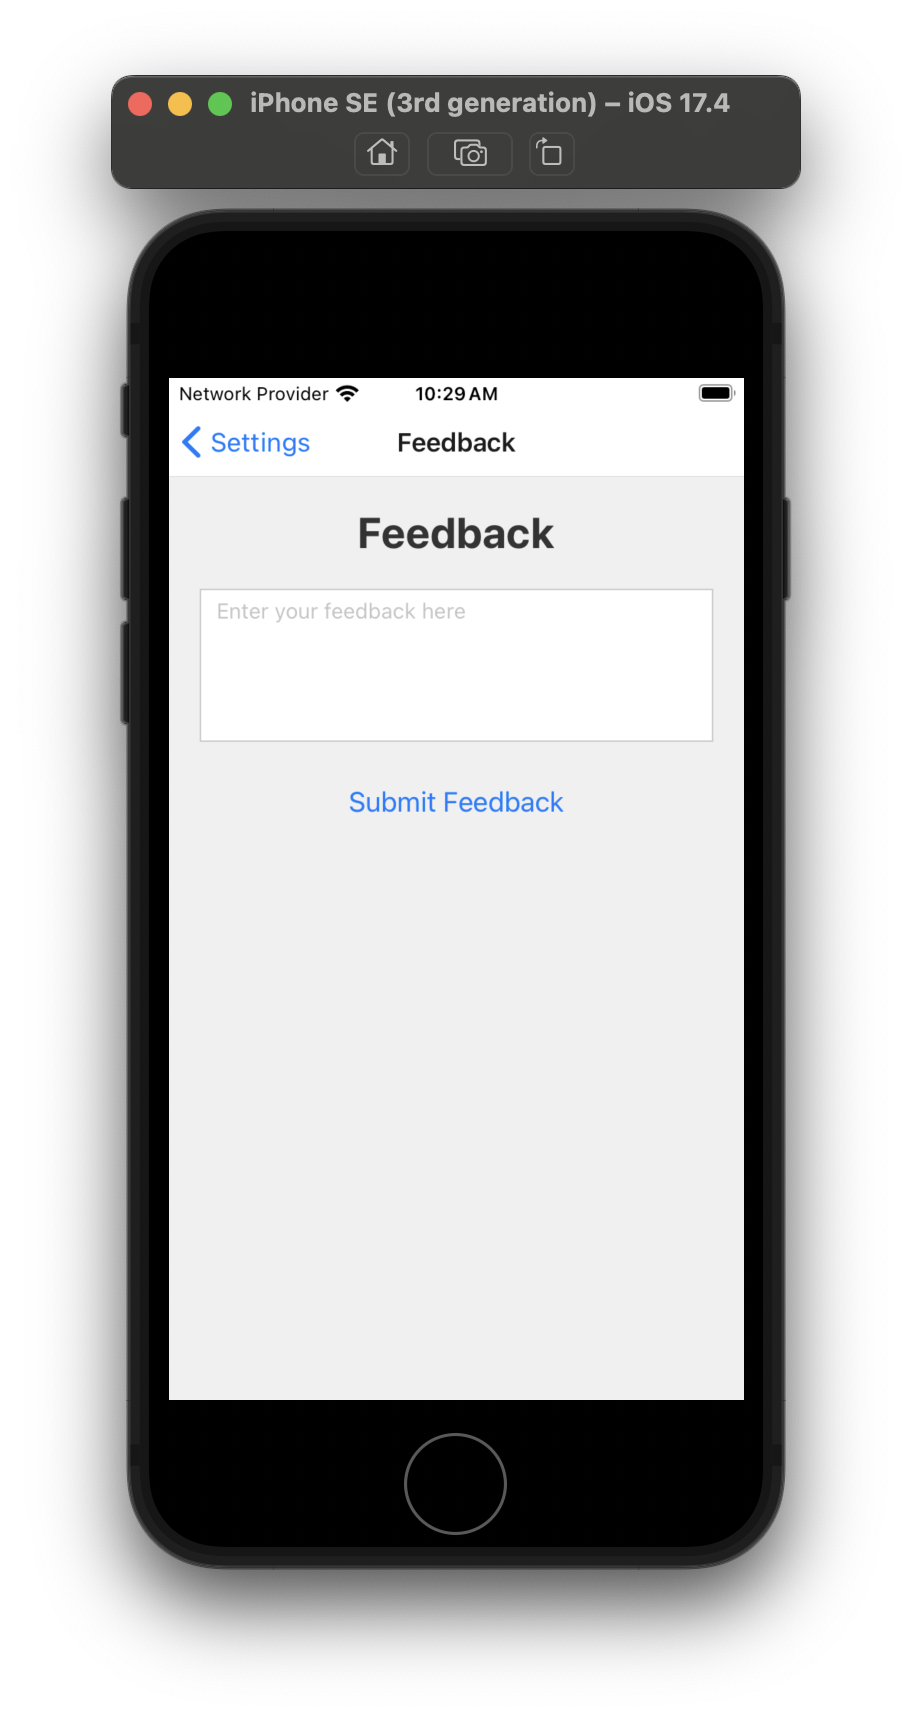 iPhone SE (3rd generation) – iOS 17.4
Network Provider 10:29 AM
Settings Feedback
Feedback
Enter your feedback here
Submit Feedback